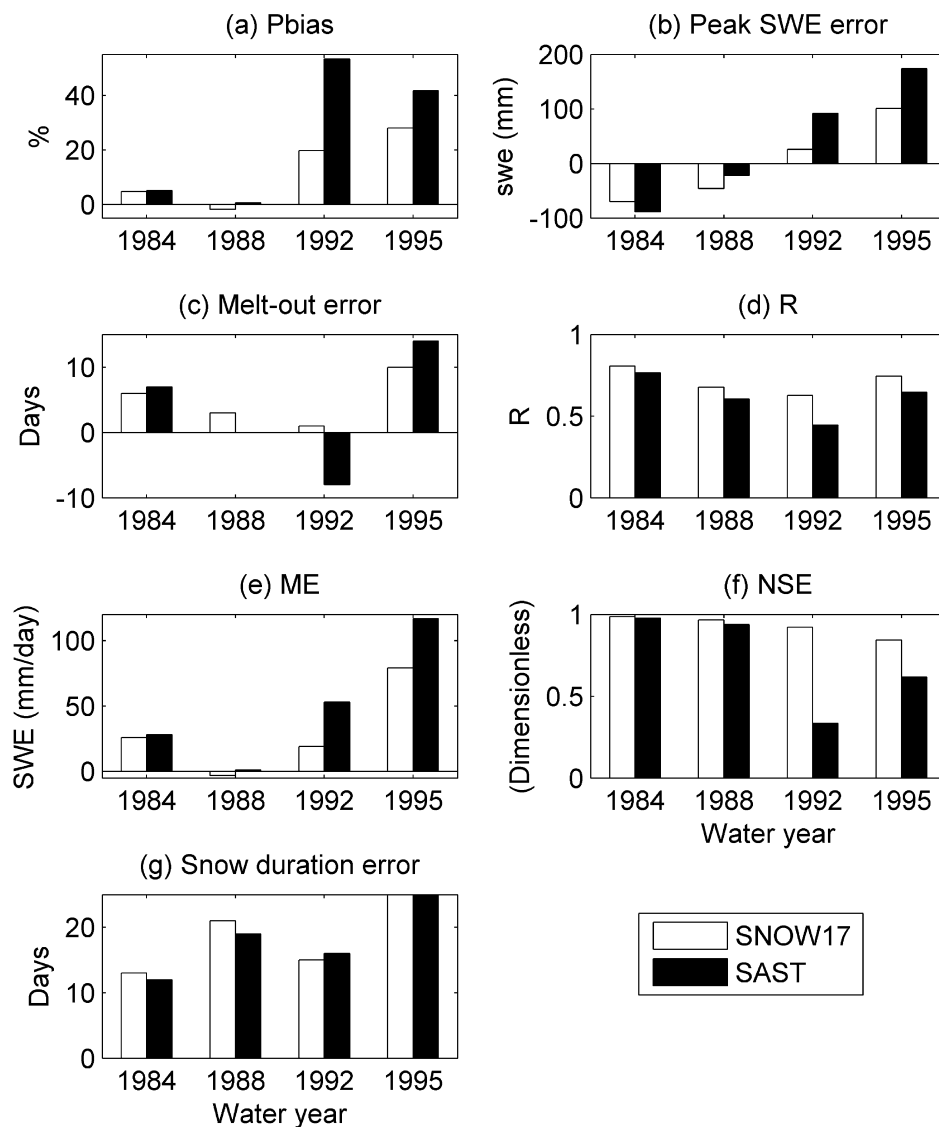 (a) Pbias
%
40
20
0
1984 1988 1992 1995
(b) Peak SWE error
swe (mm)
200
100
0
-100
1984 1988 1992 1995
(c) Melt-out error
Days
10
0
-10
1984 1988 1992 1995
(d) R
R
1
0.5
0
1984 1988 1992 1995
(e) ME
SWE (mm/day)
100
50
0
1984 1988 1992 1995
(f) NSE
(Dimensionless)
1
0.5
0
1984 1988 1992 1995
Water year
(g) Snow duration error
Days
20
10
0
1984 1988 1992 1995
Water year
SNOW17
SAST